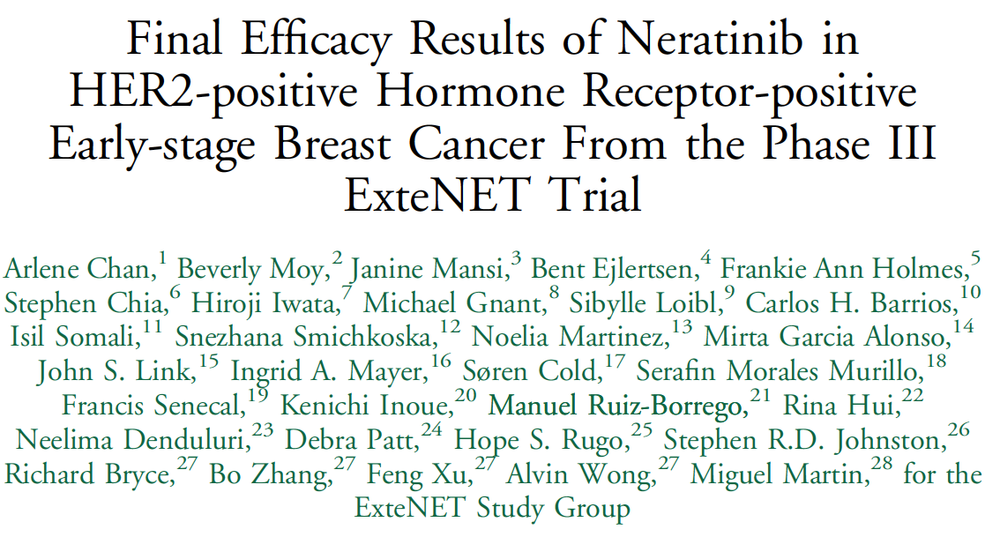 Final Efficacy Results of Neratinib in
HER2-positive Hormone Receptor-positive
Early-stage Breast Cancer From the Phase III
ExteNET Trial
Arlene Chan,1 Beverly Moy,2 Janine Mansi,3 Bent Ejlertsen,4 Frankie Ann Holmes,5
Stephen Chia,6 Hiroji Iwata,7 Michael Gnant,8 Sibylle Loibl,9 Carlos H. Barrios,10
Isil Somali,11 Snezhana Smichkoska,12 Noelia Martinez,13 Mirta Garcia Alonso,14
John S. Link,15 Ingrid A. Mayer,16 Søren Cold,17 Serafin Morales Murillo,18
Francis Senecal,19 Kenichi Inoue,20 Manuel Ruiz-Borrego,21 Rina Hui,22
Neelima Denduluri,23 Debra Patt,24 Hope S. Rugo,25 Stephen R.D. Johnston,26
Richard Bryce,27 Bo Zhang,27 Feng Xu,27 Alvin Wong,27 Miguel Martin,28 for the
ExteNET Study Group